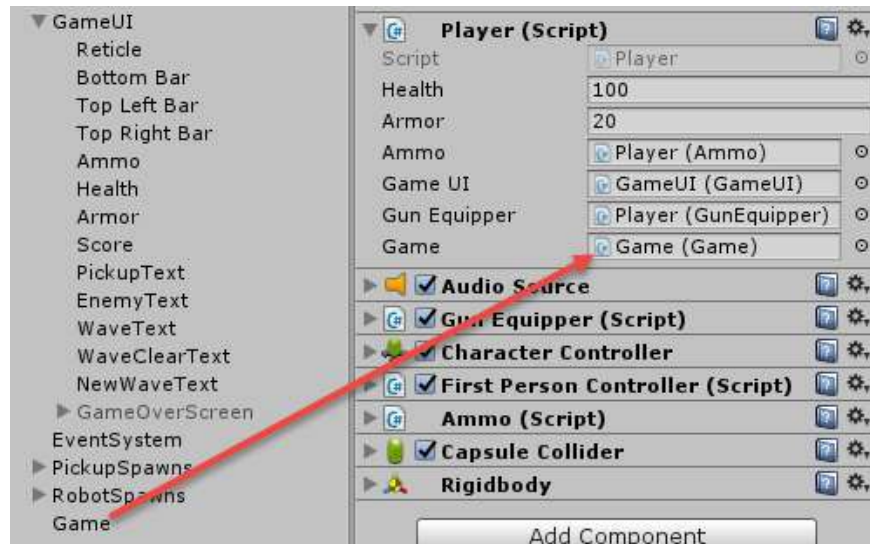 GameUI
Reticle
Bottom Bar
Top Left Bar
Top Right Bar
Ammo
Health
Armor
Score
PickupText
EnemyText
WaveText
WaveClearText
NewWaveText
GameOverScreen
EventSystem
PickupSpawns
RobotSpawns
Game
Player (Script)
Script Player
Health 100
Armor 20
Ammo Player (Ammo)
Game UI GameUI (GameUI)
Gun Equipper Player (GunEquipper)
Game Game (Game)
Audio Source
Gun Equipper (Script)
Character Controller
First Person Controller (Script)
Ammo (Script)
Capsule Collider
Rigidbody
Add Component